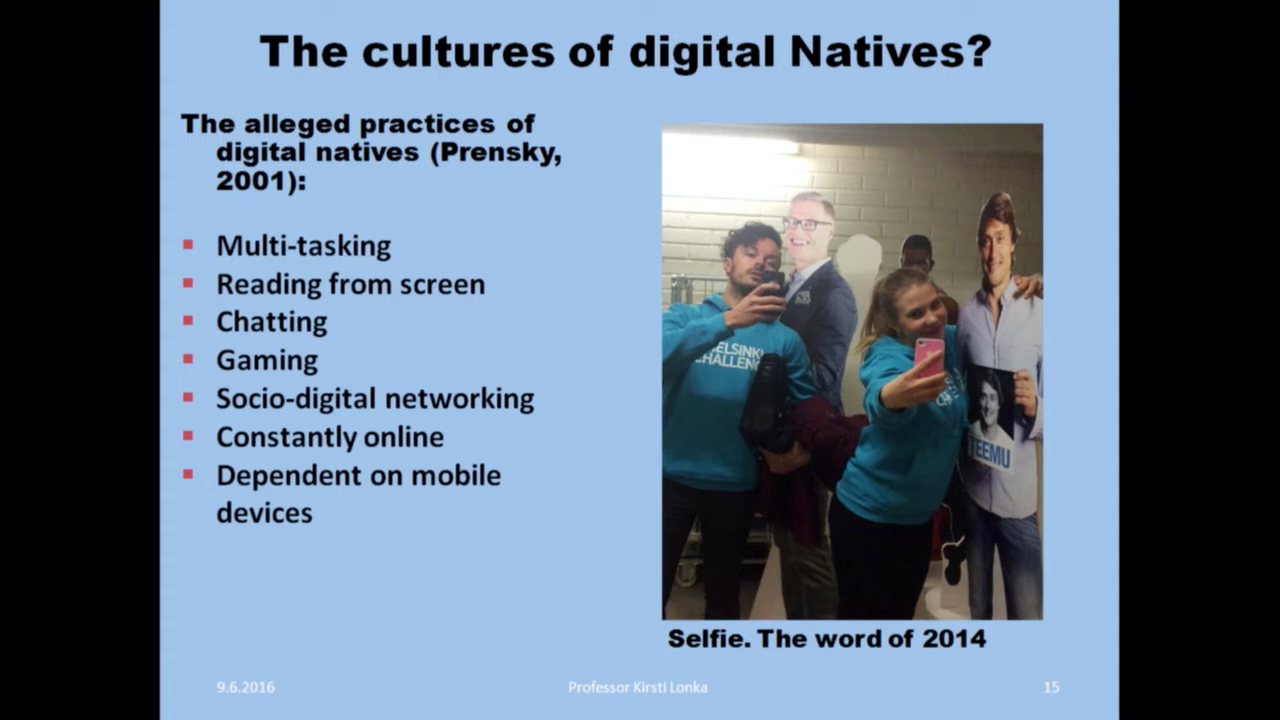 The cultures of digital Natives?
The alleged practices of
digital natives (Prensky,
2001):
Multi-tasking
Reading from screen
Chatting
Gaming
Socio-digital networking
Constantly online
Dependent on mobile
devices
TEEMU
Selfie. The word of 2014
9.6.2016
Professor Kirsti Lonka
15